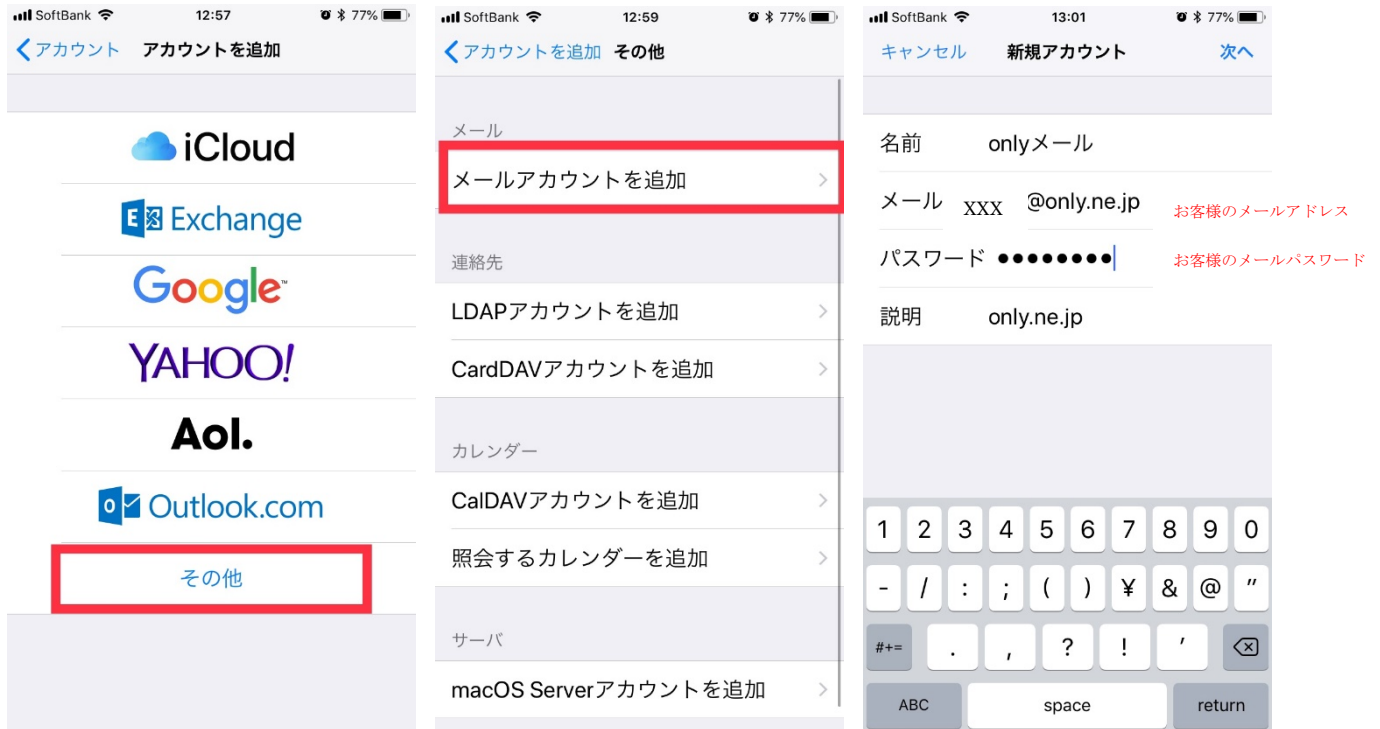 SoftBank 12:57 77%
アカウント アカウントを追加
iCloud
Exchange
Google™
YAHOO!
Aol.
Outlook.com
その他
SoftBank 12:59 77%
アカウントを追加 その他
メール
メールアカウントを追加
連絡先
LDAPアカウントを追加
CardDAVアカウントを追加
カレンダー
CalDAVアカウントを追加
照会するカレンダーを追加
サーバ
macOS Serverアカウントを追加
SoftBank 13:01 77%
キャンセル 新規アカウント 次へ
名前 onlyメール
メール XXX @only.ne.jp お客様のメールアドレス
パスワード ●●●●●●●● お客様のメールパスワード
説明 only.ne.jp
1 2 3 4 5 6 7 8 9 0
- / : ; ( ) ¥ & @ "
#+= . , ? ! '
ABC space return